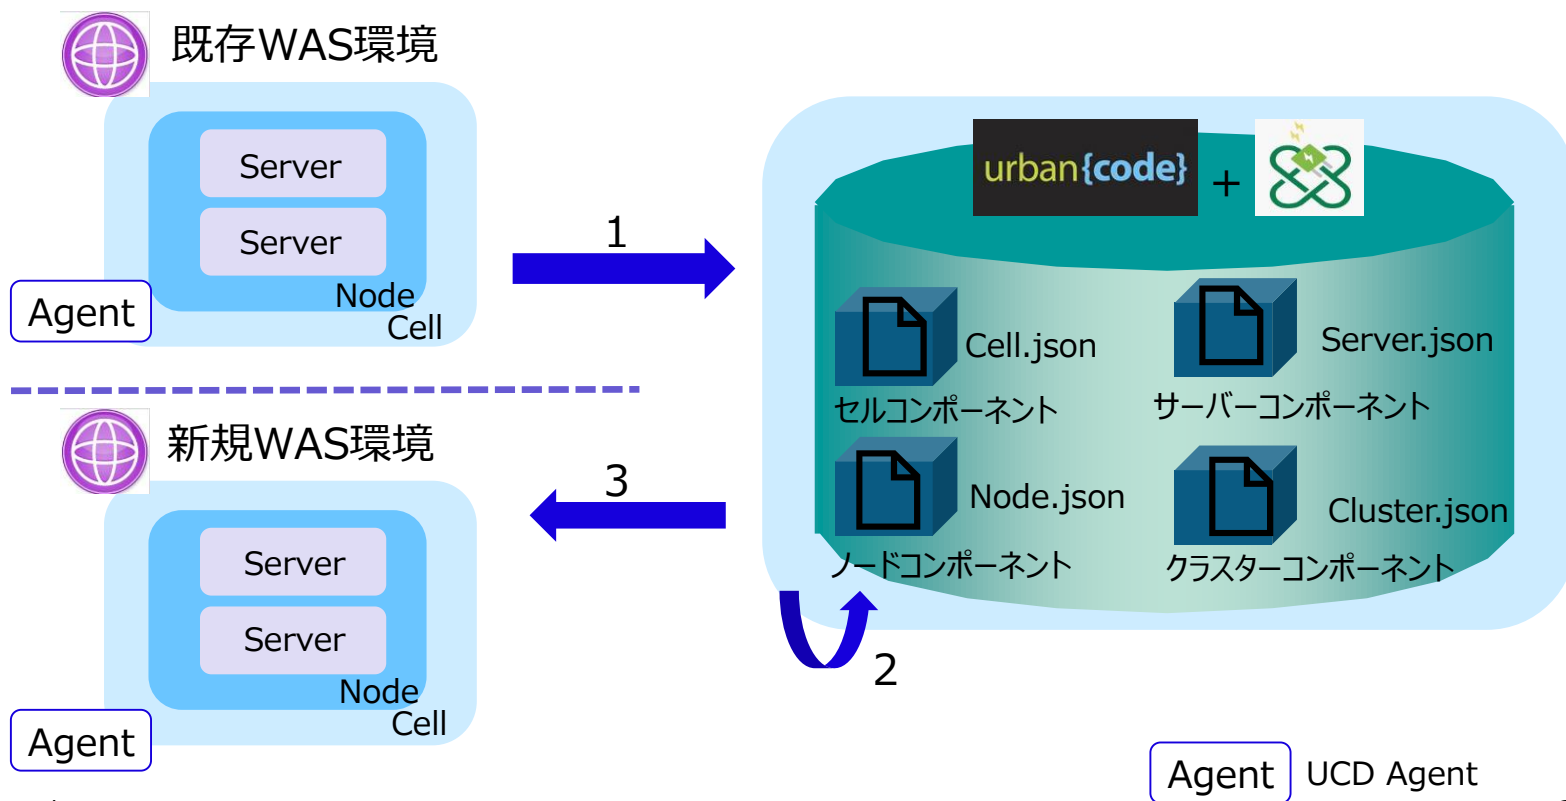 既存WAS環境
Server
Server
Node
Cell
Agent
1
urban{code}
+
Cell.json
セルコンポーネント
Server.json
サーバーコンポーネント
Node.json
ノードコンポーネント
Cluster.json
クラスターコンポーネント
2
3
新規WAS環境
Server
Server
Node
Cell
Agent
Agent
UCD Agent